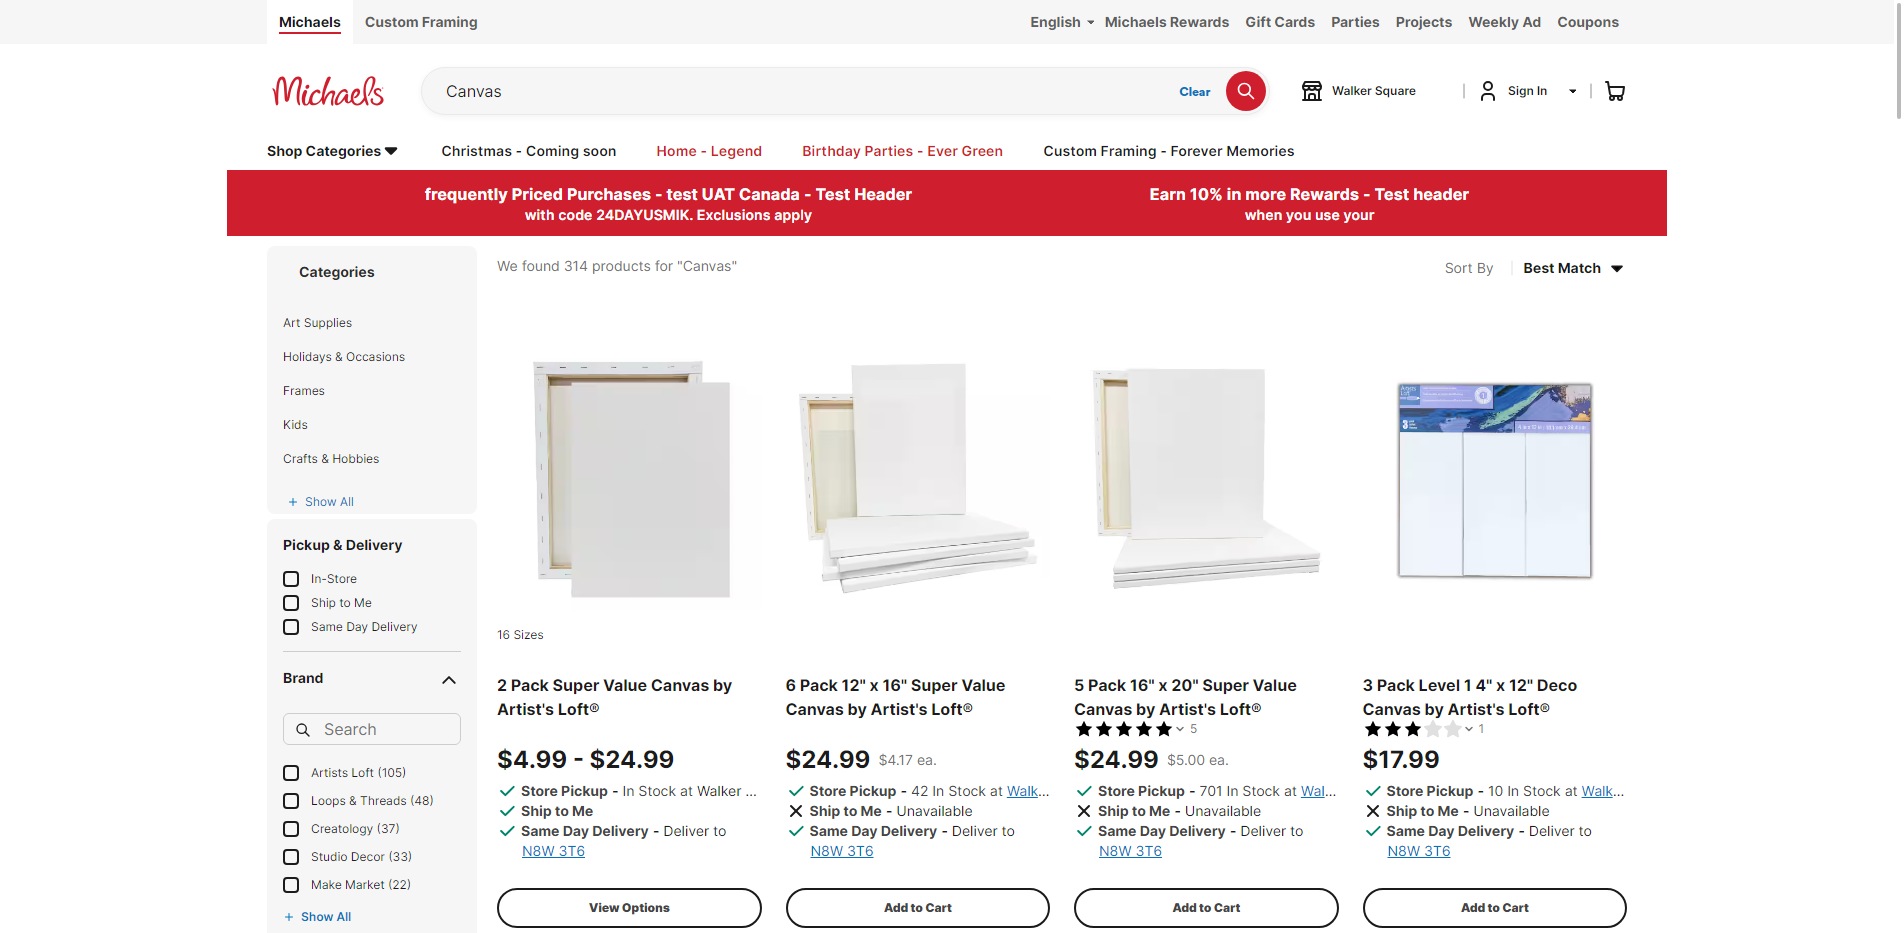 Michaels
Custom Framing
English
Michaels Rewards
Gift Cards
Parties
Projects
Weekly Ad
Coupons
Michaels
Canvas
Clear
Walker Square
Sign In
Shop Categories
Christmas - Coming soon
Home - Legend
Birthday Parties - Ever Green
Custom Framing - Forever Memories
frequently Priced Purchases - test UAT Canada - Test Header
with code 24DAYUSMIK. Exclusions apply
Earn 10% in more Rewards - Test header
when you use your
Categories
Art Supplies
Holidays & Occasions
Frames
Kids
Crafts & Hobbies
+ Show All
Pickup & Delivery
In-Store
Ship to Me
Same Day Delivery
Brand
Search
Artists Loft (105)
Loops & Threads (48)
Creatology (37)
Studio Decor (33)
Make Market (22)
+ Show All
We found 314 products for "Canvas"
Sort By
Best Match
16 Sizes
2 Pack Super Value Canvas by
Artist's Loft®
$4.99 - $24.99
Store Pickup - In Stock at Walker ...
Ship to Me
Same Day Delivery - Deliver to
N8W 3T6
View Options
6 Pack 12" x 16" Super Value
Canvas by Artist's Loft®
$24.99 $4.17 ea.
Store Pickup - 42 In Stock at Walk...
Ship to Me - Unavailable
Same Day Delivery - Deliver to
N8W 3T6
Add to Cart
5 Pack 16" x 20" Super Value
Canvas by Artist's Loft®
5
$24.99 $5.00 ea.
Store Pickup - 701 In Stock at Wal...
Ship to Me - Unavailable
Same Day Delivery - Deliver to
N8W 3T6
Add to Cart
3 Pack Level 1 4" x 12" Deco
Canvas by Artist's Loft®
1
$17.99
Store Pickup - 10 In Stock at Walk...
Ship to Me - Unavailable
Same Day Delivery - Deliver to
N8W 3T6
Add to Cart